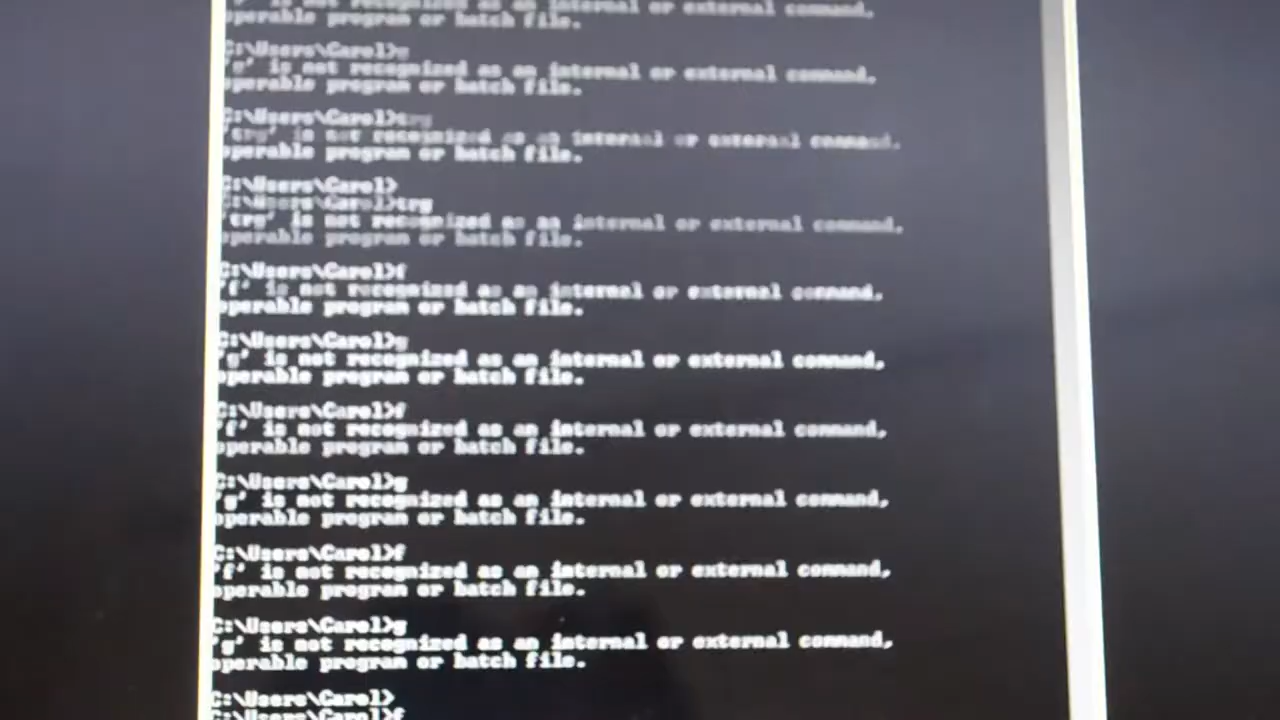 ' is not recognized as an internal or external command,
operable program or batch file.
C:\Users\Carol>
' is not recognized as an internal or external command,
operable program or batch file.
C:\Users\Carol>trg
'trg' is not recognized as an internal or external command,
operable program or batch file.
C:\Users\Carol>
C:\Users\Carol>trg
'trg' is not recognized as an internal or external command,
operable program or batch file.
C:\Users\Carol>f
'f' is not recognized as an internal or external command,
operable program or batch file.
C:\Users\Carol>g
'g' is not recognized as an internal or external command,
operable program or batch file.
C:\Users\Carol>f
'f' is not recognized as an internal or external command,
operable program or batch file.
C:\Users\Carol>g
'g' is not recognized as an internal or external command,
operable program or batch file.
C:\Users\Carol>f
'f' is not recognized as an internal or external command,
operable program or batch file.
C:\Users\Carol>g
'g' is not recognized as an internal or external command,
operable program or batch file.
C:\Users\Carol>
C:\Users\Carol>f